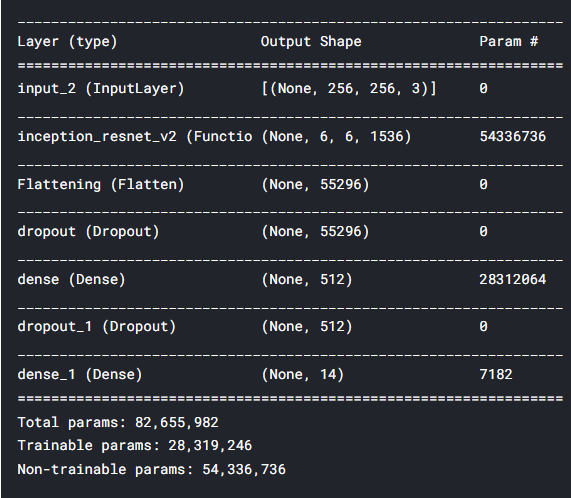 _________________________________________________________________
Layer (type)                 Output Shape              Param #
=================================================================
input_2 (InputLayer)         [(None, 256, 256, 3)]     0
_________________________________________________________________
inception_resnet_v2 (Functio (None, 6, 6, 1536)        54336736
_________________________________________________________________
Flattening (Flatten)         (None, 55296)             0
_________________________________________________________________
dropout (Dropout)            (None, 55296)             0
_________________________________________________________________
dense (Dense)                (None, 512)               28312064
_________________________________________________________________
dropout_1 (Dropout)          (None, 512)               0
_________________________________________________________________
dense_1 (Dense)              (None, 14)                7182
=================================================================
Total params: 82,655,982
Trainable params: 28,319,246
Non-trainable params: 54,336,736